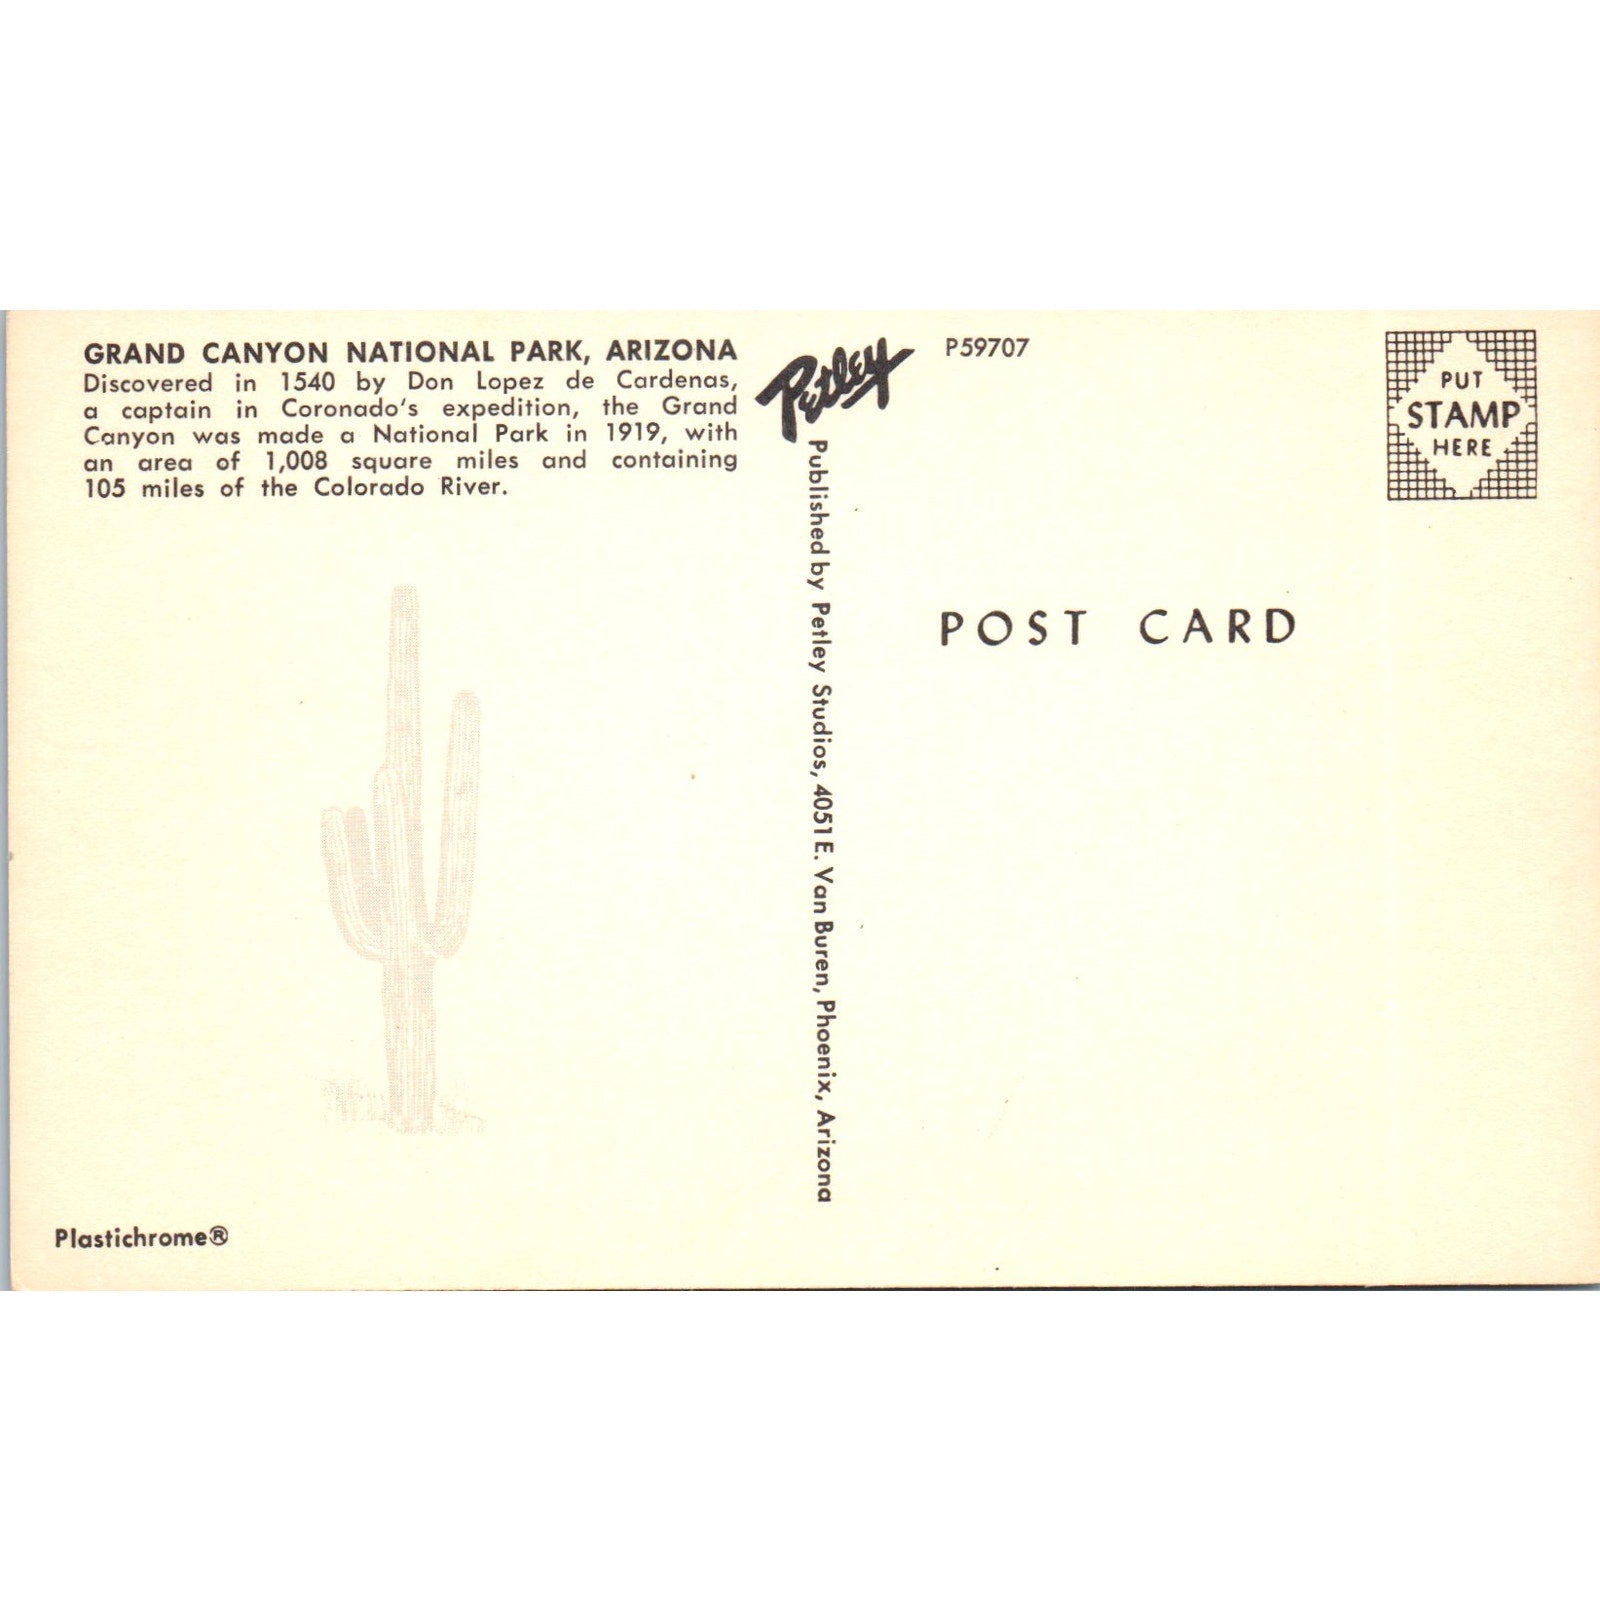 GRAND CANYON NATIONAL PARK, ARIZONA
Discovered in 1540 by Don Lopez de Cardenas,
a captain in Coronado's expedition, the Grand
Canyon was made a National Park in 1919, with
an area of 1,008 square miles and containing
105 miles of the Colorado River.
Plastichrome®
Petley
Published by Petley Studios, 4051 E. Van Buren, Phoenix, Arizona
P59707
PUT
STAMP
HERE
POST CARD